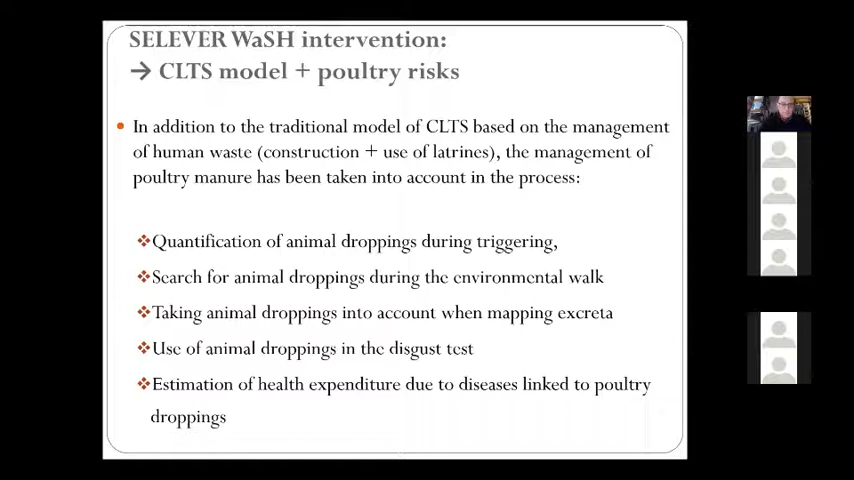 SELEVER WaSH intervention:
→ CLTS model + poultry risks
• In addition to the traditional model of CLTS based on the management
of human waste (construction + use of latrines), the management of
poultry manure has been taken into account in the process:
❖Quantification of animal droppings during triggering,
❖Search for animal droppings during the environmental walk
❖Taking animal droppings into account when mapping excreta
❖Use of animal droppings in the disgust test
❖Estimation of health expenditure due to diseases linked to poultry
droppings